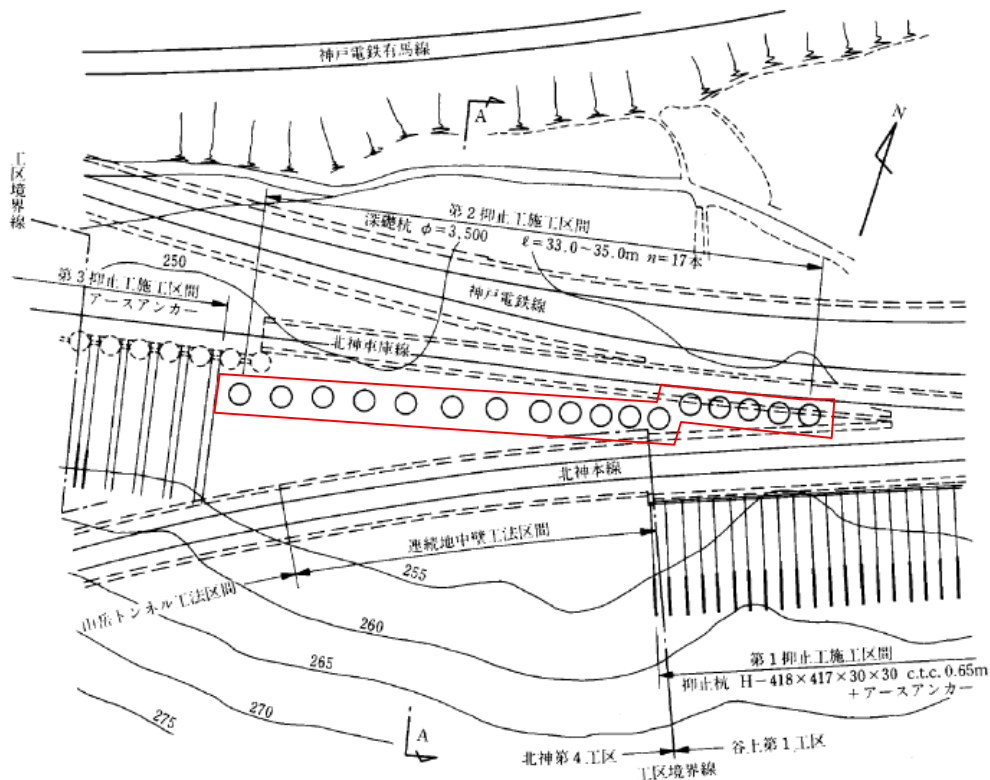 神戸電鉄有馬線
A
N
工区境界線
第2抑止工施工区間
深礎杭 φ=3,500 ℓ=33.0~35.0m n=17本
250
第3抑止工施工区間
アースアンカー
神戸電鉄線
北神車庫線
北神本線
連続地中壁工法区間
255
山岳トンネル工法区間
260
265
270
275
第1抑止工施工区間
抑止杭 H-418×417×30×30 c.t.c.0.65m
+アースアンカー
A
北神第4工区
谷上第1工区
工区境界線